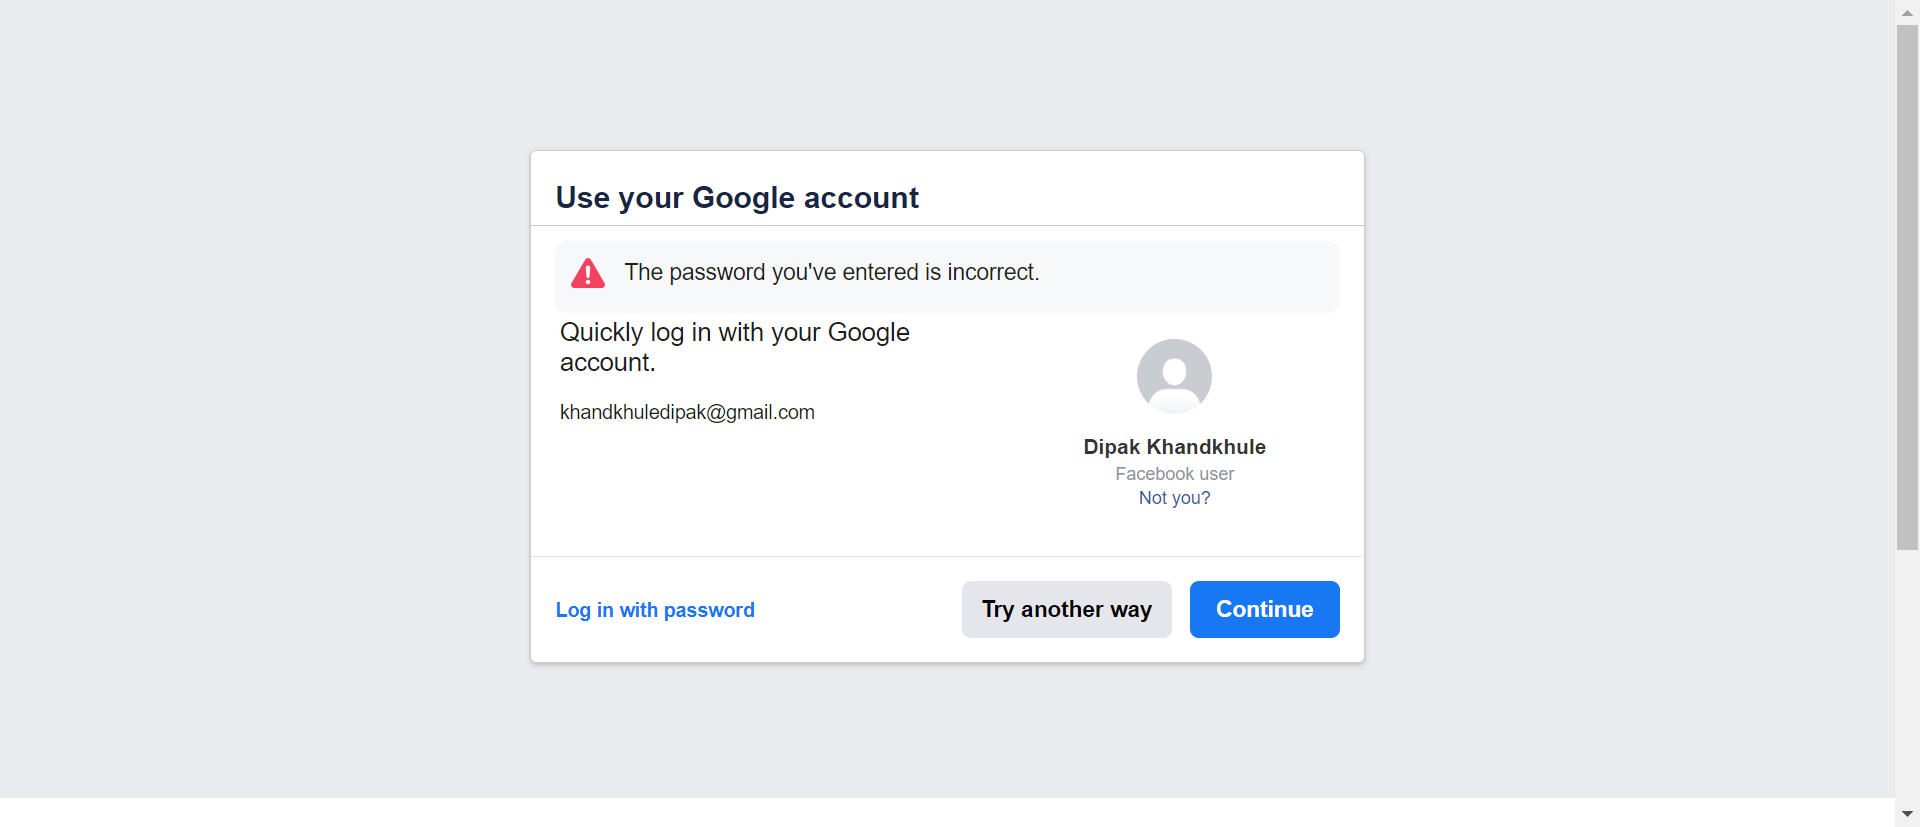 Use your Google account
The password you've entered is incorrect.
Quickly log in with your Google
account.
khandkhuledipak@gmail.com
Dipak Khandkhule
Facebook user
Not you?
Log in with password
Try another way
Continue